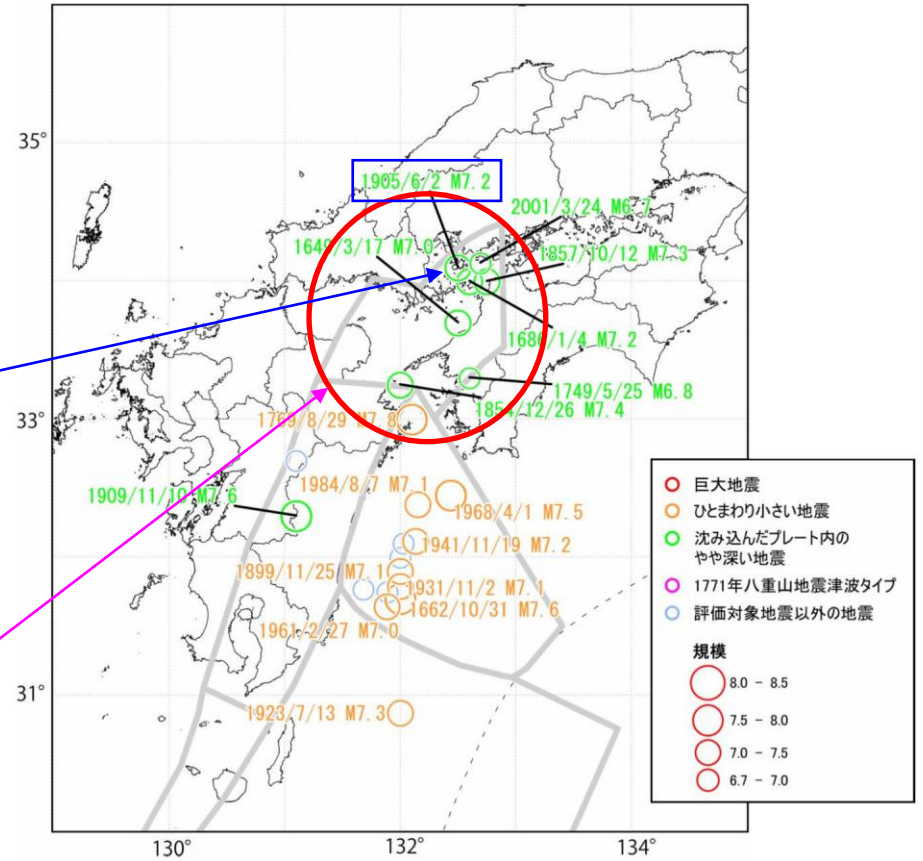 35°
1905/6/2 M7.2
2001/3/24 M6.7
1649/3/17 M7.0
1857/10/12 M7.3
1686/1/4 M7.2
1749/5/25 M6.8
1854/12/26 M7.4
33°
1769/8/29 M7.8
1984/8/7 M7.1
1909/11/10 M7.6
1968/4/1 M7.5
1941/11/19 M7.2
1899/11/25 M7.1
1931/11/2 M7.1
1662/10/31 M7.6
1961/2/27 M7.0
31°
1923/7/13 M7.3
130°
132°
134°
巨大地震
ひとまわり小さい地震
沈み込んだプレート内の
やや深い地震
1771年八重山地震津波タイプ
評価対象地震以外の地震
規模
8.0 - 8.5
7.5 - 8.0
7.0 - 7.5
6.7 - 7.0